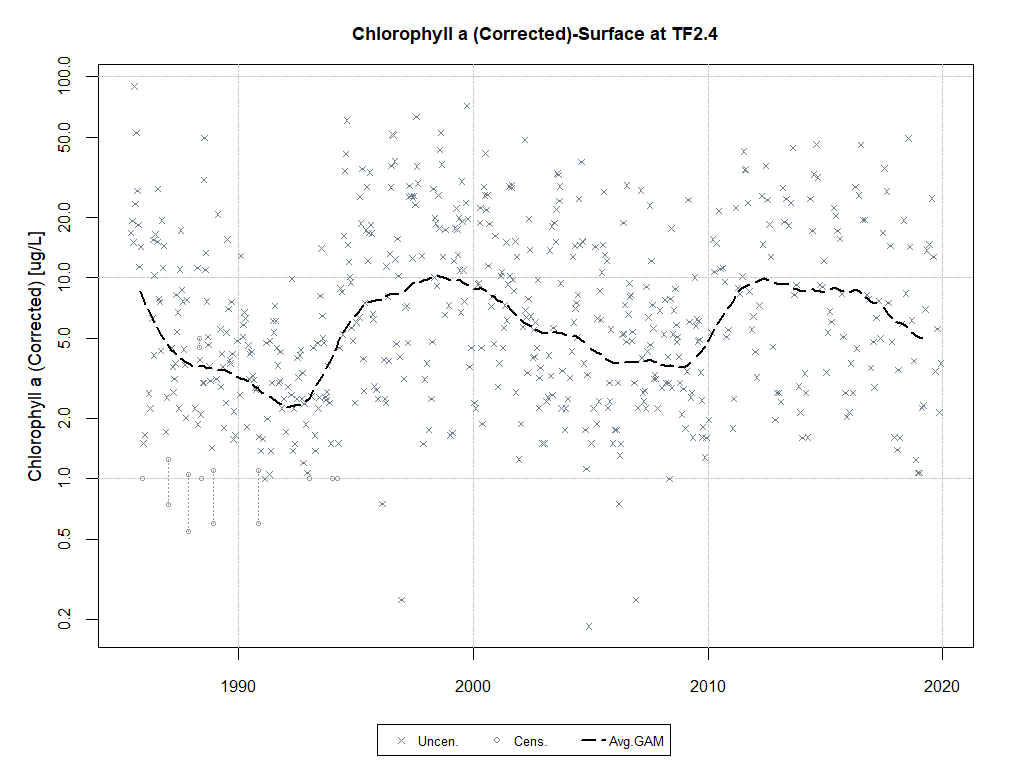 Chlorophyll a (Corrected)-Surface at TF2.4
Chlorophyll a (Corrected) [ug/L]
100.0
50.0
20.0
10.0
5.0
2.0
1.0
0.5
0.2
1990 2000 2010 2020
Uncen. Cens. Avg.GAM